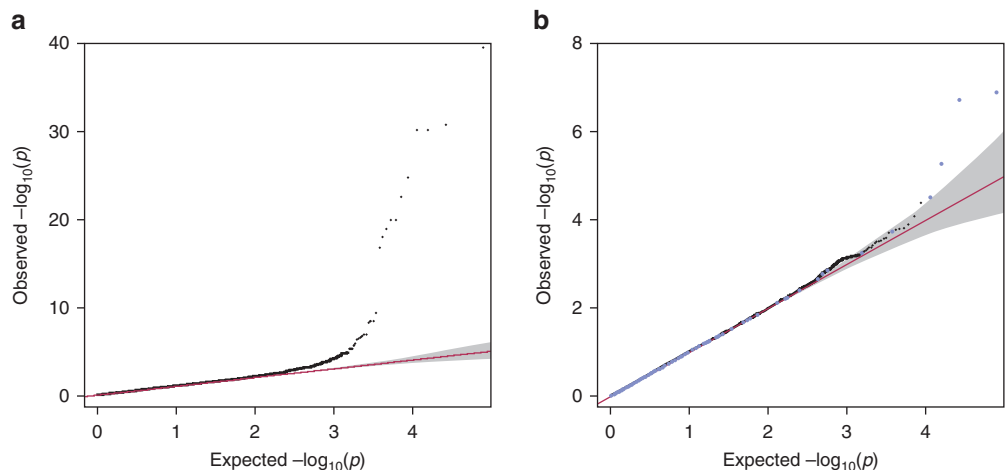 a
40
30
20
10
0
Observed –log10(p)
0 1 2 3 4
Expected –log10(p)
b
8
6
4
2
0
Observed –log10(p)
0 1 2 3 4
Expected –log10(p)